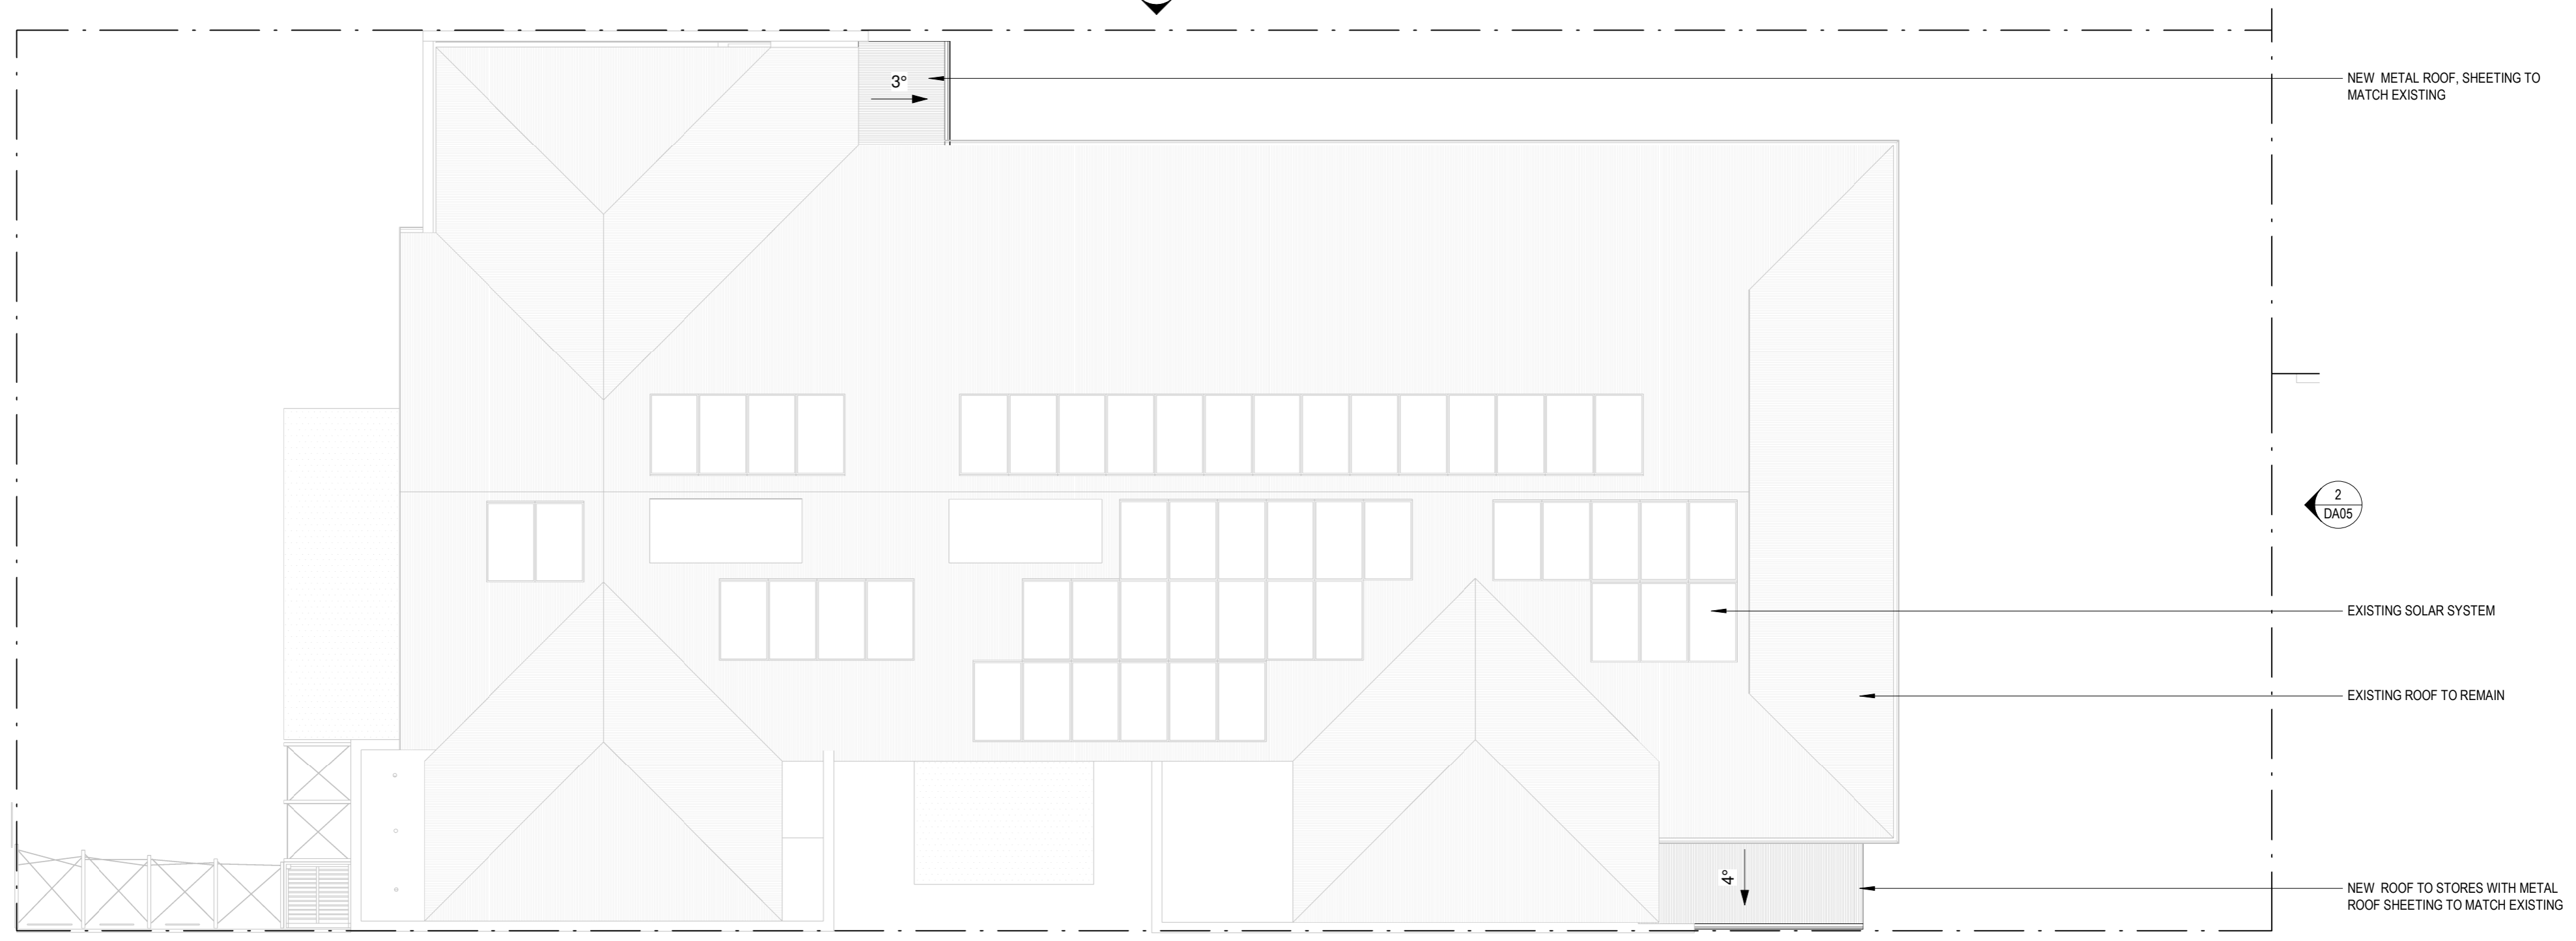 3°
NEW METAL ROOF, SHEETING TO
MATCH EXISTING
2
DA05
EXISTING SOLAR SYSTEM
EXISTING ROOF TO REMAIN
4°
NEW ROOF TO STORES WITH METAL
ROOF SHEETING TO MATCH EXISTING